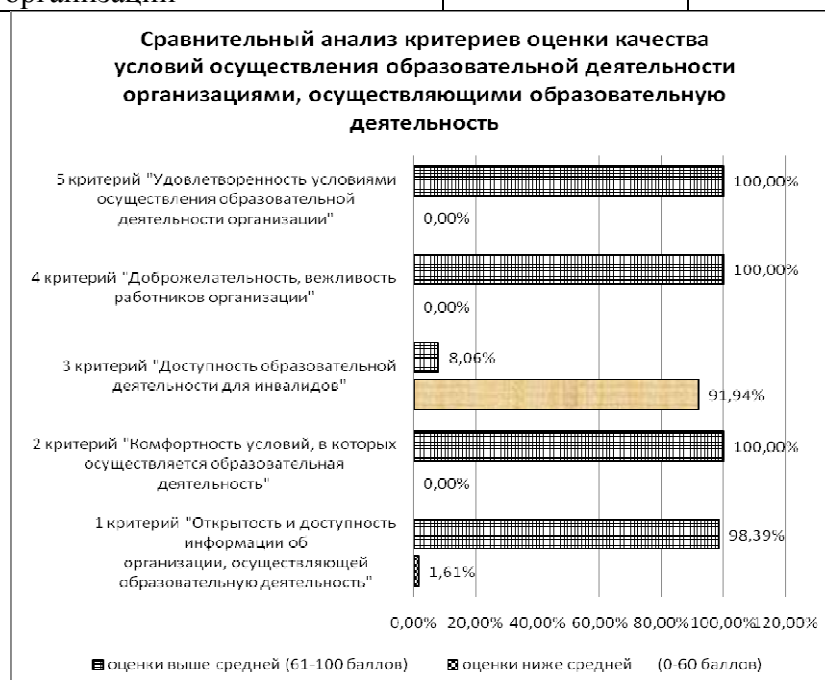 организации
Сравнительный анализ критериев оценки качества
условий осуществления образовательной деятельности
организациями, осуществляющими образовательную
деятельность
5 критерий "Удовлетворенность условиями
осуществления образовательной
деятельности организации"
100,00%
0,00%
4 критерий "Доброжелательность, вежливость
работников организации"
100,00%
0,00%
3 критерий "Доступность образовательной
деятельности для инвалидов"
8,06%
91,94%
2 критерий "Комфортность условий, в которых
осуществляется образовательная
деятельность"
100,00%
0,00%
1 критерий "Открытость и доступность
информации об
организации, осуществляющей
образовательную деятельность"
98,39%
1,61%
0,00% 20,00% 40,00% 60,00% 80,00% 100,00% 120,00%
оценки выше средней (61-100 баллов) оценки ниже средней (0-60 баллов)